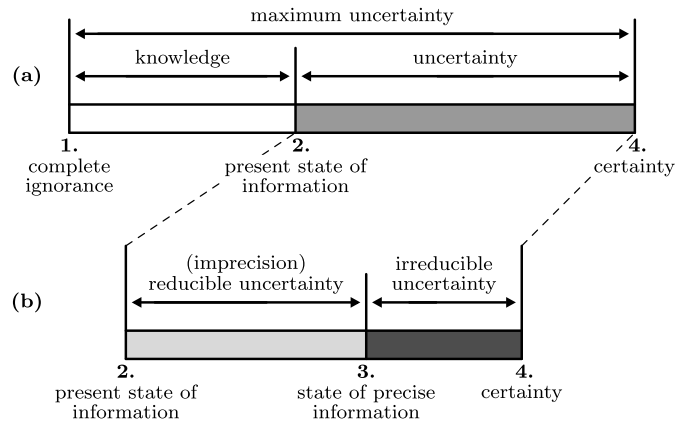 maximum uncertainty
knowledge
uncertainty
(a)
1.
complete
ignorance
2.
present state of
information
4.
certainty
(imprecision)
reducible uncertainty
irreducible
uncertainty
(b)
2.
present state of
information
3.
state of precise
information
4.
certainty